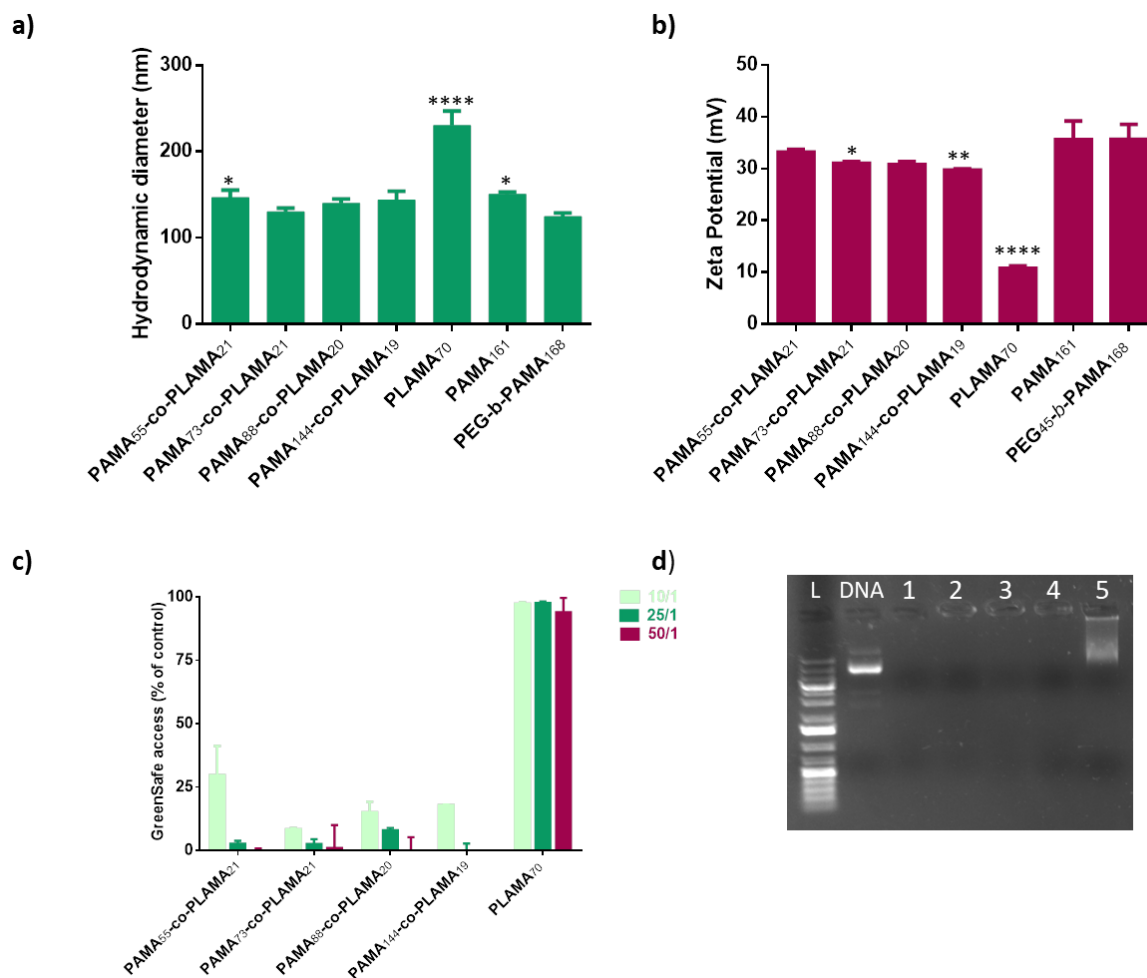 a)
Hydrodynamic diameter (nm)
300
200
100
0
*
****
*
PAMA55-co-PLAMA21
PAMA73-co-PLAMA21
PAMA88-co-PLAMA20
PAMA144-co-PLAMA19
PLAMA70
PAMA161
PEG-b-PAMA168
b)
Zeta Potential (mV)
50
40
30
20
10
0
*
**
****
PAMA55-co-PLAMA21
PAMA73-co-PLAMA21
PAMA88-co-PLAMA20
PAMA144-co-PLAMA19
PLAMA70
PAMA161
PEG45-b-PAMA168
c)
GreenSafe access (% of control)
100
75
50
25
0
10/1
25/1
50/1
PAMA55-co-PLAMA21
PAMA73-co-PLAMA21
PAMA88-co-PLAMA20
PAMA144-co-PLAMA19
PLAMA70
d)
L DNA 1 2 3 4 5